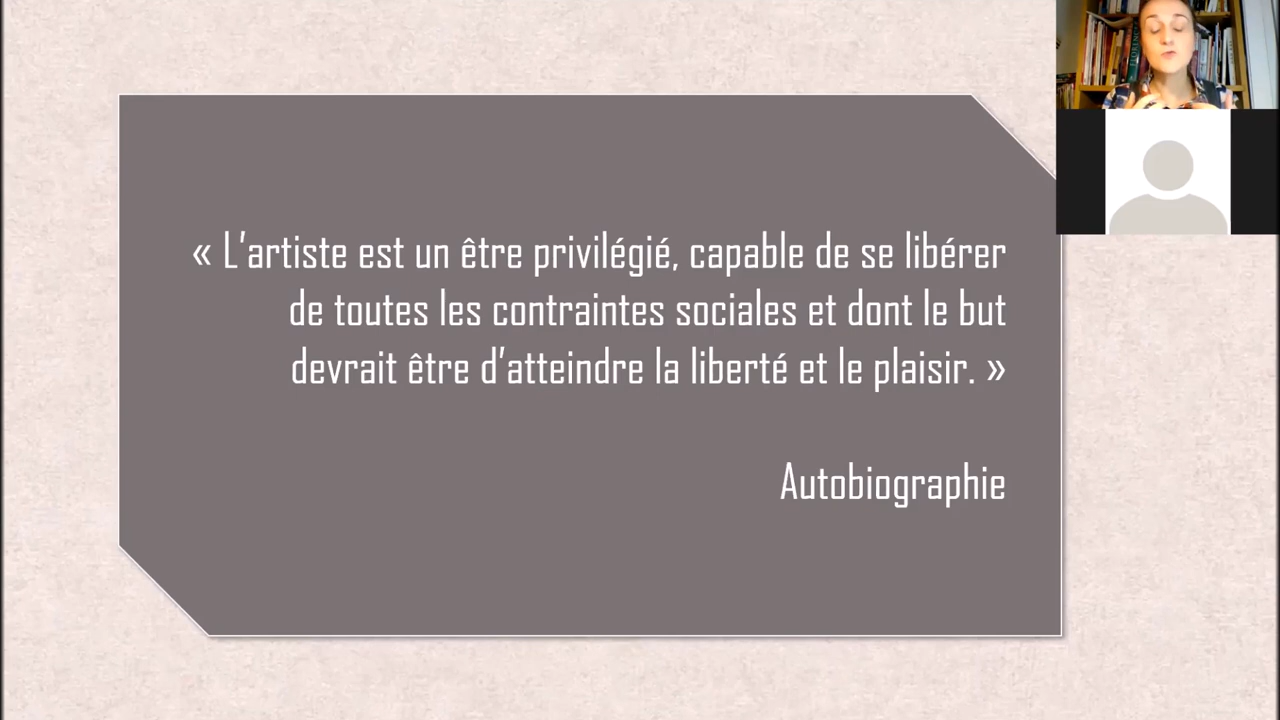 « L’artiste est un être privilégié, capable de se libérer
de toutes les contraintes sociales et dont le but
devrait être d’atteindre la liberté et le plaisir. »
Autobiographie